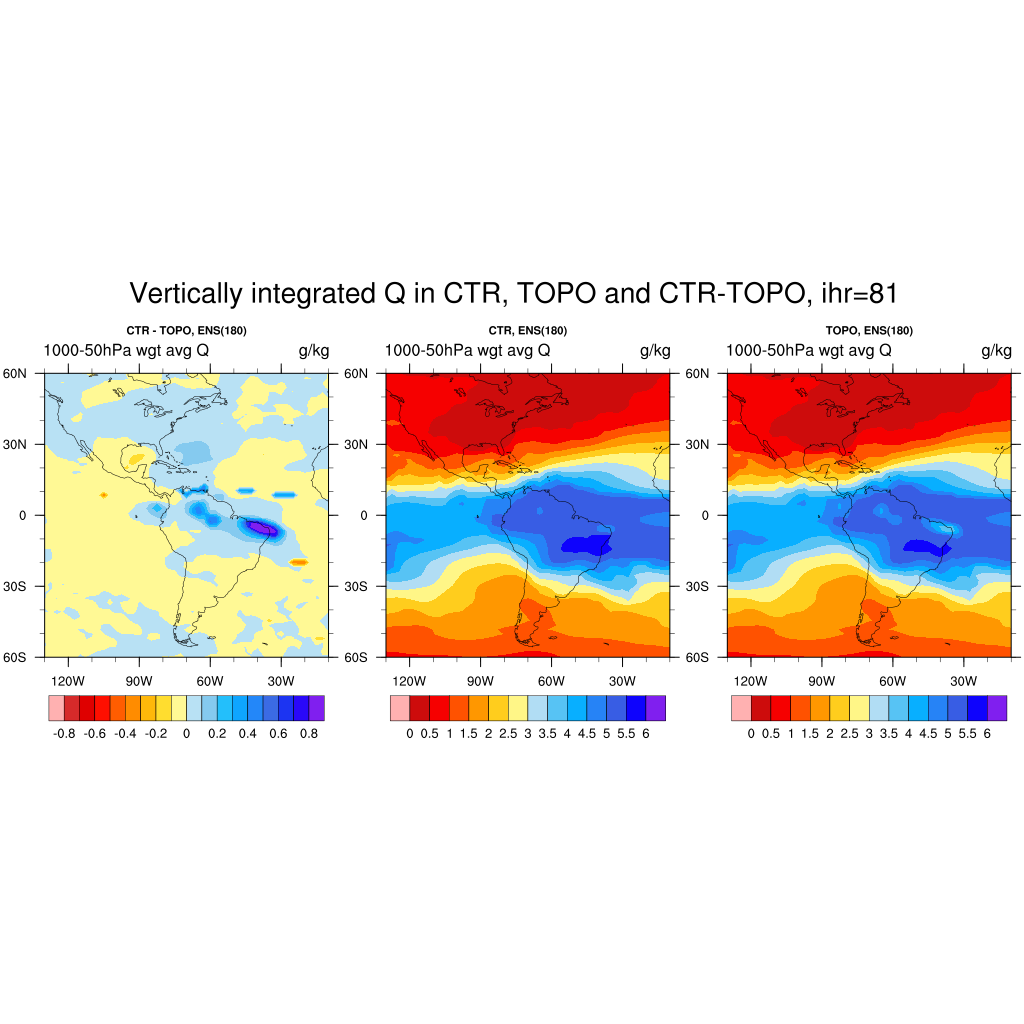 Vertically integrated Q in CTR, TOPO and CTR-TOPO, ihr=81
CTR - TOPO, ENS(180)
1000-50hPa wgt avg Q g/kg
60N
30N
0
30S
60S
120W 90W 60W 30W
-0.8 -0.6 -0.4 -0.2 0 0.2 0.4 0.6 0.8
CTR, ENS(180)
1000-50hPa wgt avg Q g/kg
60N
30N
0
30S
60S
120W 90W 60W 30W
0 0.5 1 1.5 2 2.5 3 3.5 4 4.5 5 5.5 6
TOPO, ENS(180)
1000-50hPa wgt avg Q g/kg
60N
30N
0
30S
60S
120W 90W 60W 30W
0 0.5 1 1.5 2 2.5 3 3.5 4 4.5 5 5.5 6